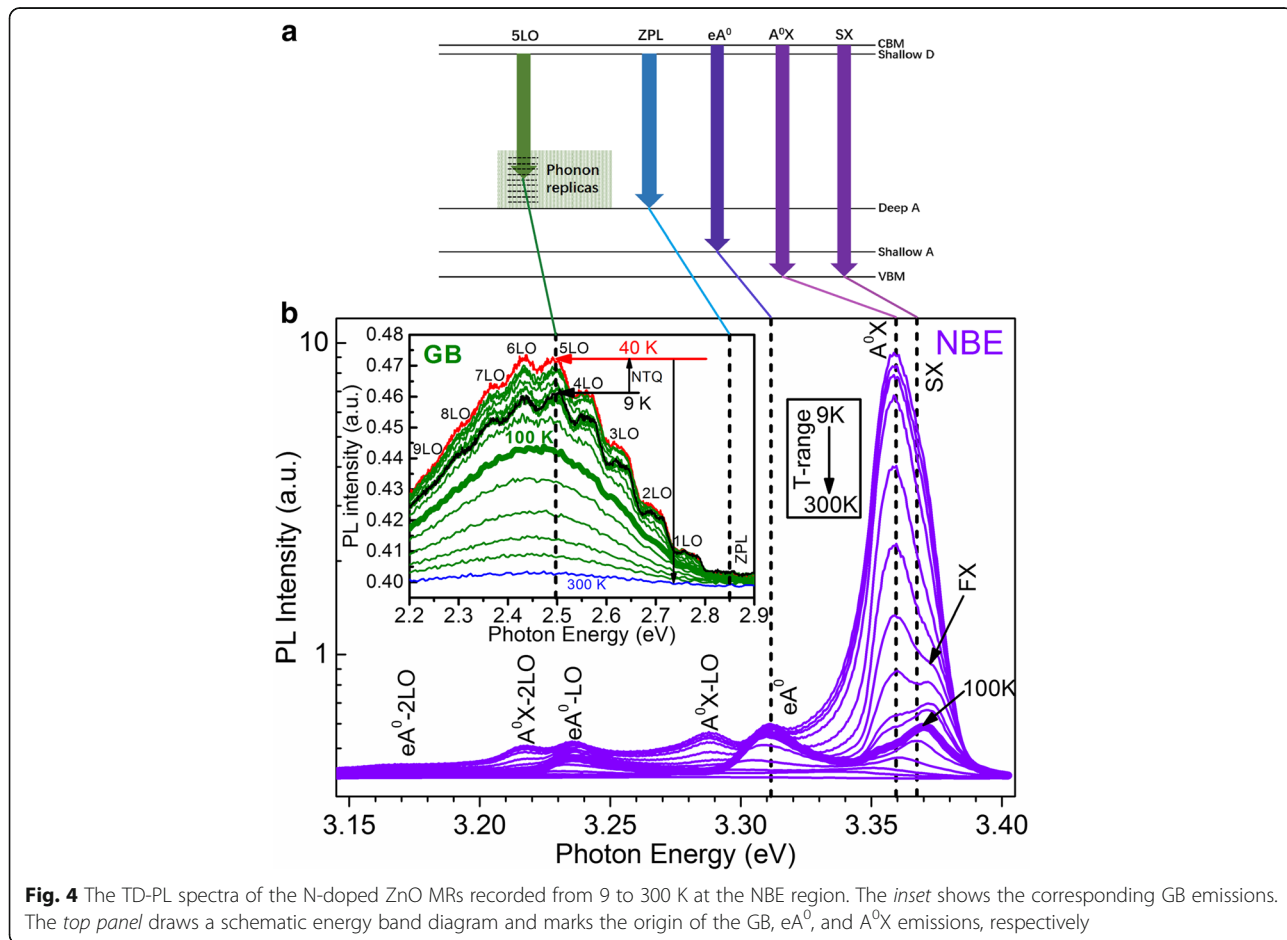 a
5LO ZPL eA⁰ A⁰X SX
CBM
Shallow D
Phonon
replicas
Deep A
Shallow A
VBM
b
10
1
PL Intensity (a.u.)
A⁰X
NBE
SX
T-range
9K
300K
FX
100K
eA⁰
A⁰X-LO
eA⁰-LO
A⁰X-2LO
eA⁰-2LO
0.48
0.47
0.46
0.45
0.44
0.43
0.42
0.41
0.40
PL intensity (a.u.)
GB
6LO
5LO
40 K
7LO
4LO
NTQ
9 K
8LO
9LO
100 K
3LO
2LO
1LO
ZPL
300 K
2.2 2.3 2.4 2.5 2.6 2.7 2.8 2.9
Photon Energy (eV)
3.15 3.20 3.25 3.30 3.35 3.40
Photon Energy (eV)
Fig. 4 The TD-PL spectra of the N-doped ZnO MRs recorded from 9 to 300 K at the NBE region. The inset shows the corresponding GB emissions.
The top panel draws a schematic energy band diagram and marks the origin of the GB, eA⁰, and A⁰X emissions, respectively